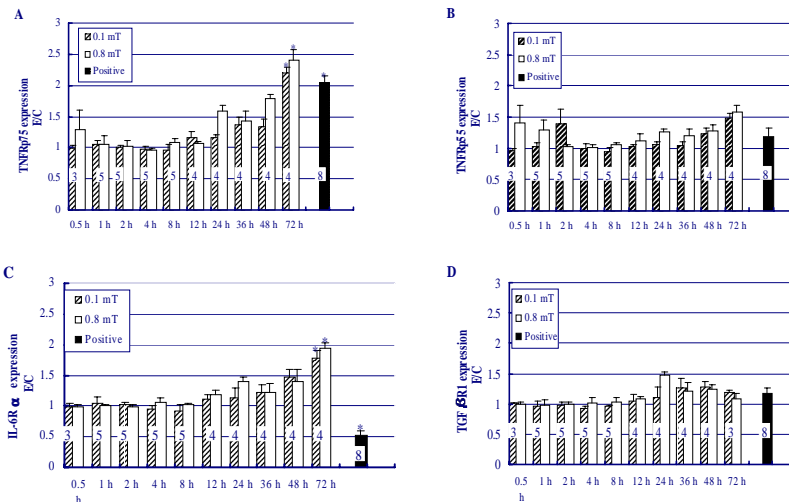 A
3
2.5
2
1.5
1
0.5
0
TNFRp75 expression
E/C
0.1 mT
0.8 mT
Positive
* * *
3 5 5 5 5 4 4 4 4 4 8
0.5 h 1 h 2 h 4 h 8 h 12 h 24 h 36 h 48 h 72 h
B
3
2.5
2
1.5
1
0.5
0
TNFRp55 expression
E/C
0.1 mT
0.8 mT
Positive
3 5 5 5 5 4 4 4 4 4 8
0.5 h 1 h 2 h 4 h 8 h 12 h 24 h 36 h 48 h 72 h
C
3
2.5
2
1.5
1
0.5
0
IL-6R α expression
E/C
0.1 mT
0.8 mT
Positive
* * *
3 5 5 5 5 4 4 4 4 4 8
0.5 h 1 h 2 h 4 h 8 h 12 h 24 h 36 h 48 h 72 h
D
3
2.5
2
1.5
1
0.5
0
TGF βR1 expression
E/C
0.1 mT
0.8 mT
Positive
3 5 5 5 5 4 4 4 4 3 8
0.5 h 1 h 2 h 4 h 8 h 12 h 24 h 36 h 48 h 72 h